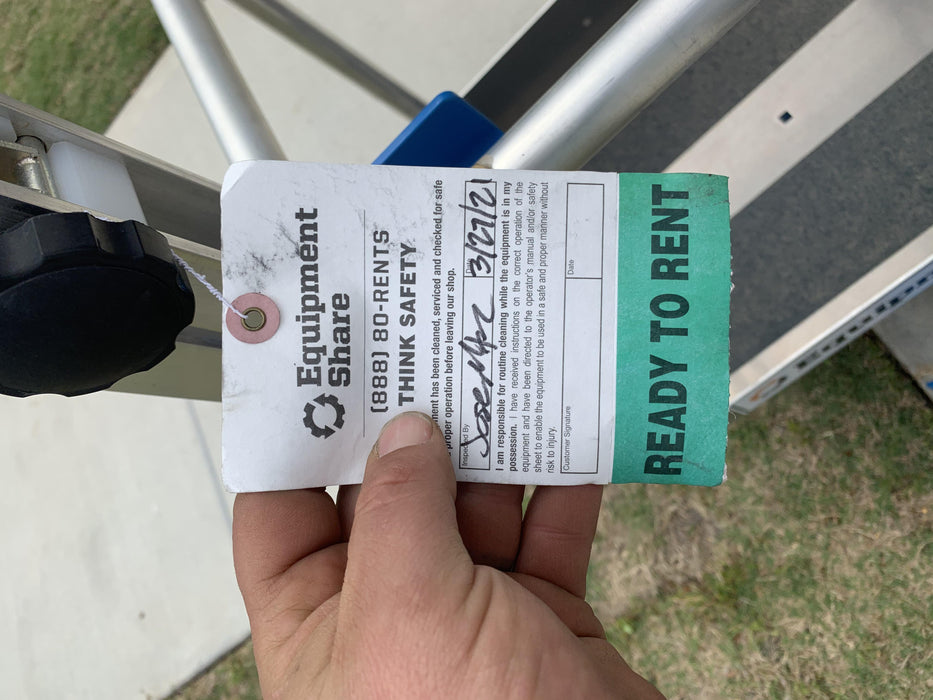 Equipment
Share
(888) 80-RENTS
THINK SAFETY
ment has been cleaned, serviced and checked for safe
proper operation before leaving our shop.
Inspected By
3/27/21
I am responsible for routine cleaning while the equipment is in my
possession. I have received instructions on the correct operation of the
equipment and have been directed to the operator's manual and/or safety
sheet to enable the equipment to be used in a safe and proper manner without
risk to injury.
Customer Signature Date
READY TO RENT